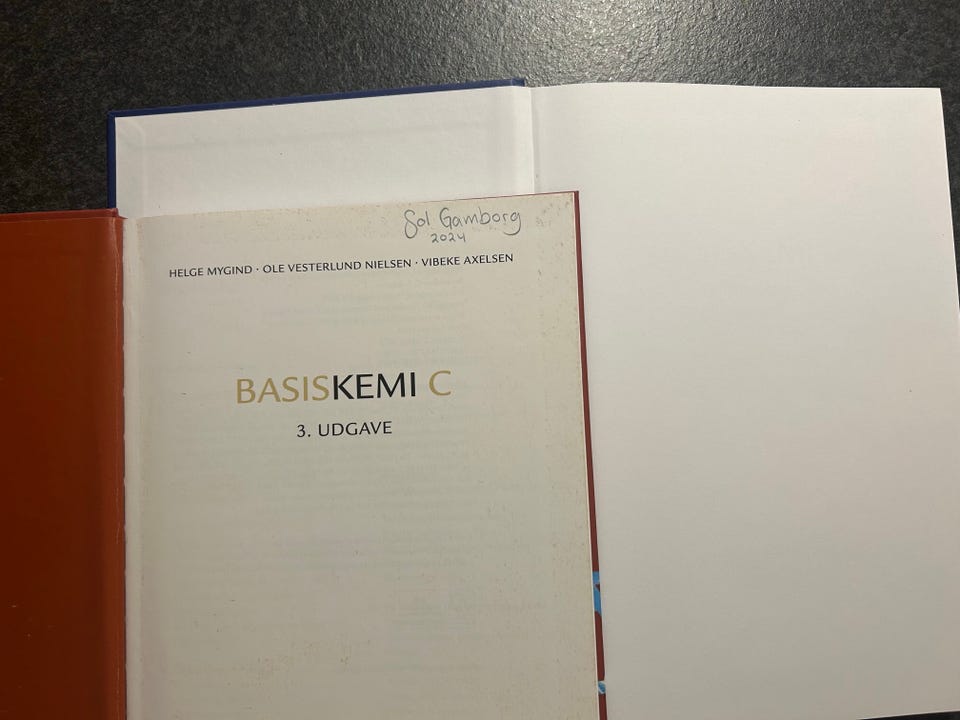 Sol Gamborg
2024
HELGE MYGIND · OLE VESTERLUND NIELSEN · VIBEKE AXELSEN
BASISKEMI C
3. UDGAVE